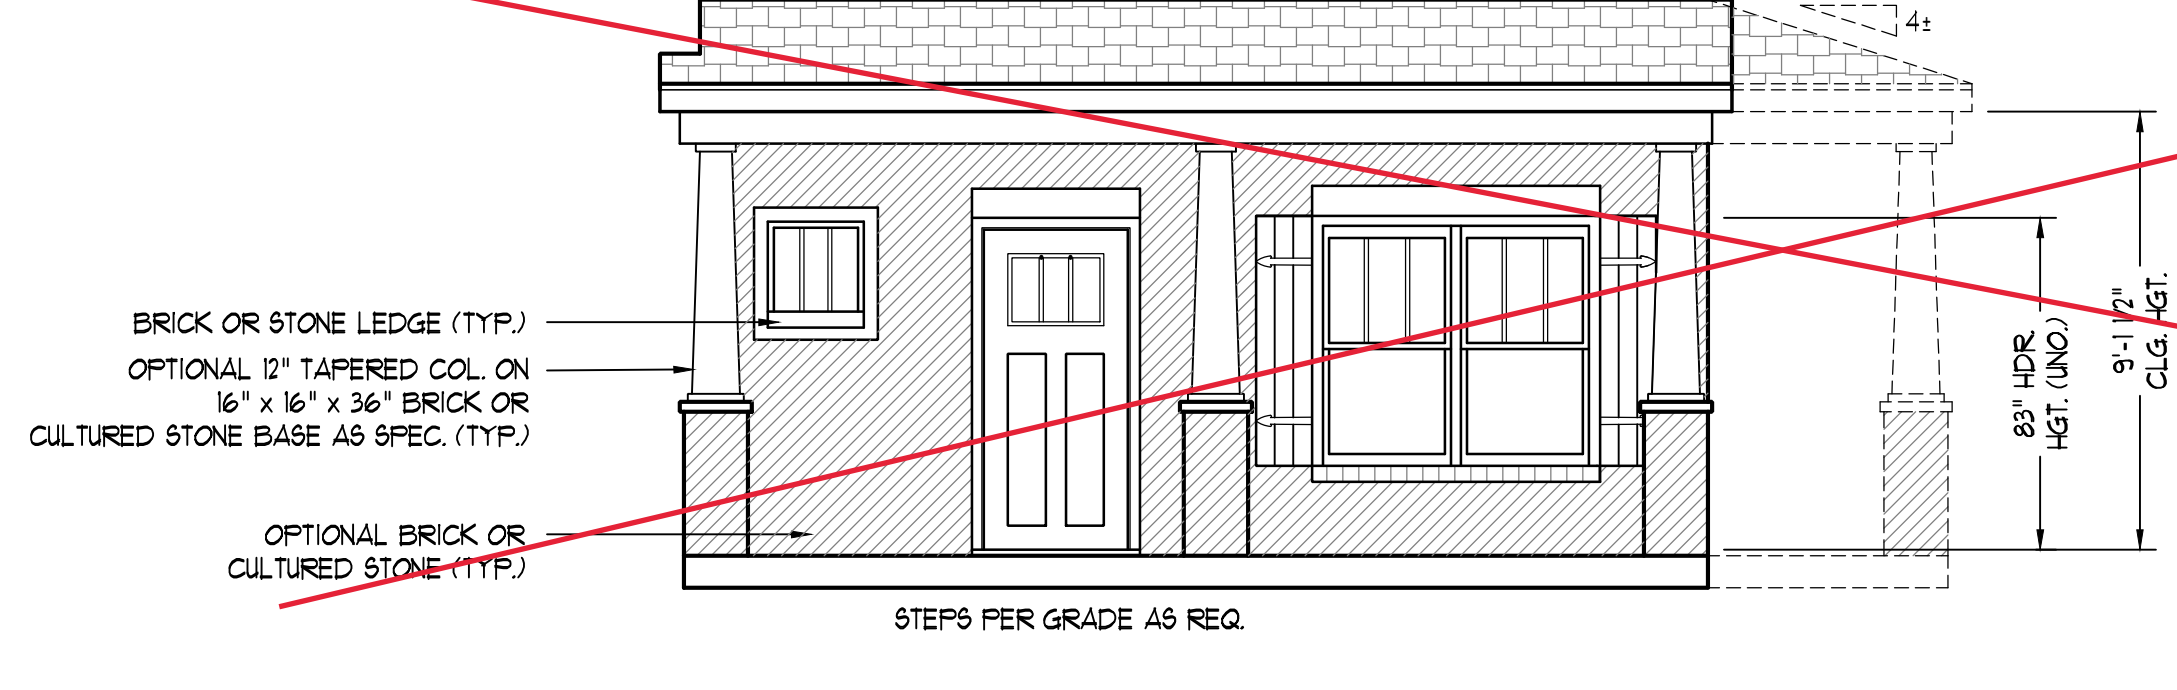 4±
BRICK OR STONE LEDGE (TYP.)
OPTIONAL 12" TAPERED COL. ON
16" x 16" x 36" BRICK OR
CULTURED STONE BASE AS SPEC. (TYP.)
OPTIONAL BRICK OR
CULTURED STONE (TYP.)
STEPS PER GRADE AS REQ.
83" HDR
HGT. (UNO.)
9'-1 1/2"
CLG. HGT.